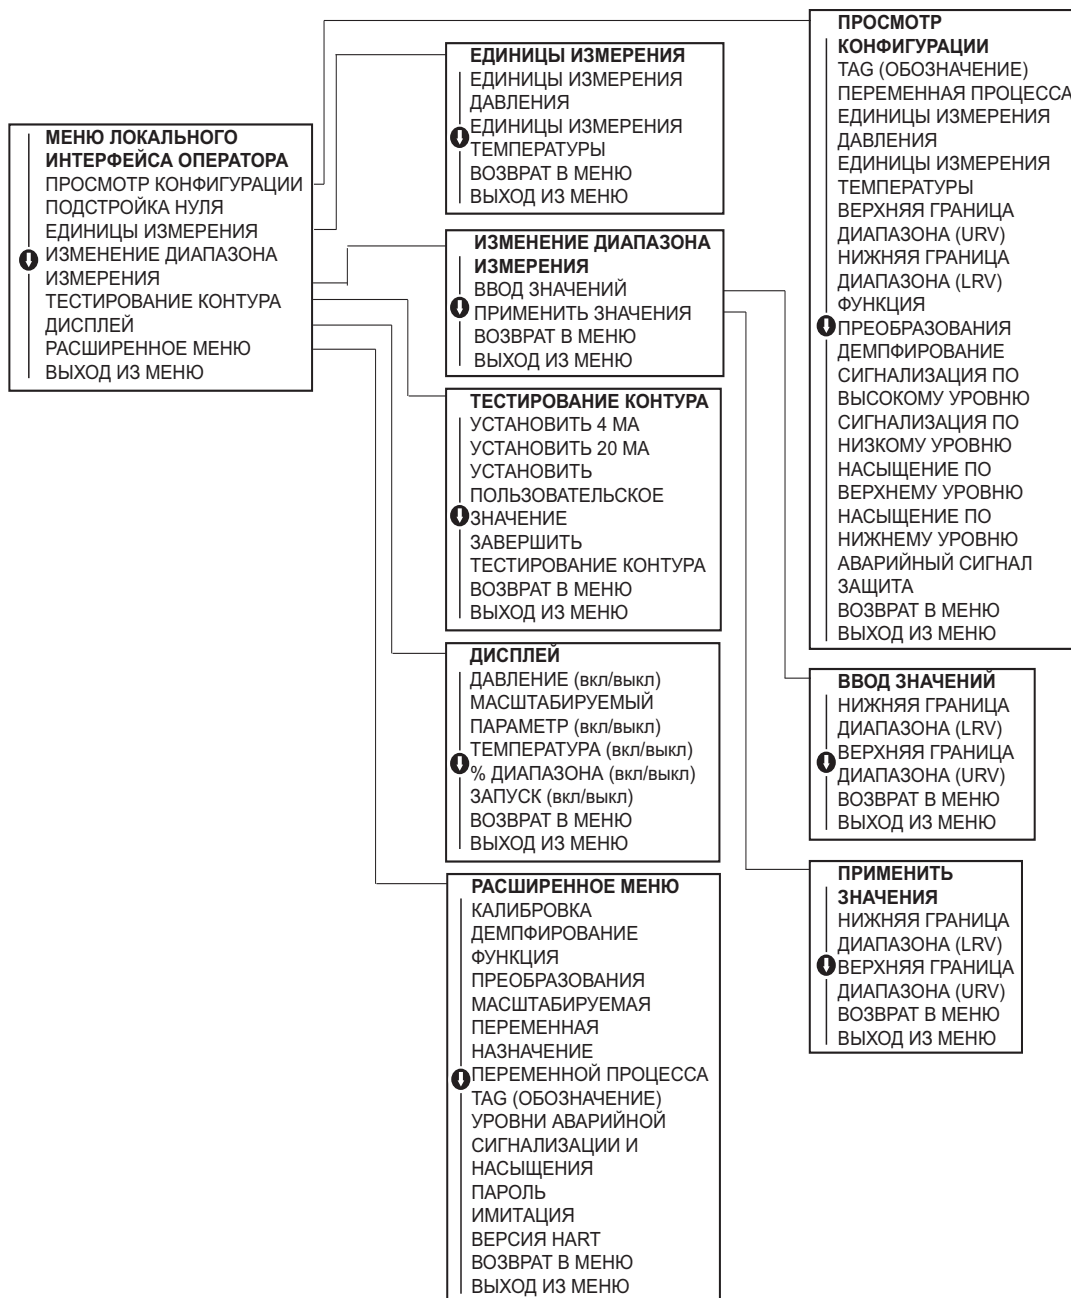 МЕНЮ ЛОКАЛЬНОГО
ИНТЕРФЕЙСА ОПЕРАТОРА
ПРОСМОТР КОНФИГУРАЦИИ
ПОДСТРОЙКА НУЛЯ
ЕДИНИЦЫ ИЗМЕРЕНИЯ
ИЗМЕНЕНИЕ ДИАПАЗОНА
ИЗМЕРЕНИЯ
ТЕСТИРОВАНИЕ КОНТУРА
ДИСПЛЕЙ
РАСШИРЕННОЕ МЕНЮ
ВЫХОД ИЗ МЕНЮ
ЕДИНИЦЫ ИЗМЕРЕНИЯ
ЕДИНИЦЫ ИЗМЕРЕНИЯ
ДАВЛЕНИЯ
ЕДИНИЦЫ ИЗМЕРЕНИЯ
ТЕМПЕРАТУРЫ
ВОЗВРАТ В МЕНЮ
ВЫХОД ИЗ МЕНЮ
ИЗМЕНЕНИЕ ДИАПАЗОНА
ИЗМЕРЕНИЯ
ВВОД ЗНАЧЕНИЙ
ПРИМЕНИТЬ ЗНАЧЕНИЯ
ВОЗВРАТ В МЕНЮ
ВЫХОД ИЗ МЕНЮ
ТЕСТИРОВАНИЕ КОНТУРА
УСТАНОВИТЬ 4 МА
УСТАНОВИТЬ 20 МА
УСТАНОВИТЬ
ПОЛЬЗОВАТЕЛЬСКОЕ
ЗНАЧЕНИЕ
ЗАВЕРШИТЬ
ТЕСТИРОВАНИЕ КОНТУРА
ВОЗВРАТ В МЕНЮ
ВЫХОД ИЗ МЕНЮ
ДИСПЛЕЙ
ДАВЛЕНИЕ (вкл/выкл)
МАСШТАБИРУЕМЫЙ
ПАРАМЕТР (вкл/выкл)
ТЕМПЕРАТУРА (вкл/выкл)
% ДИАПАЗОНА (вкл/выкл)
ЗАПУСК (вкл/выкл)
ВОЗВРАТ В МЕНЮ
ВЫХОД ИЗ МЕНЮ
РАСШИРЕННОЕ МЕНЮ
КАЛИБРОВКА
ДЕМПФИРОВАНИЕ
ФУНКЦИЯ
ПРЕОБРАЗОВАНИЯ
МАСШТАБИРУЕМАЯ
ПЕРЕМЕННАЯ
НАЗНАЧЕНИЕ
ПЕРЕМЕННОЙ ПРОЦЕССА
TAG (ОБОЗНАЧЕНИЕ)
УРОВНИ АВАРИЙНОЙ
СИГНАЛИЗАЦИИ И
НАСЫЩЕНИЯ
ПАРОЛЬ
ИМИТАЦИЯ
ВЕРСИЯ HART
ВОЗВРАТ В МЕНЮ
ВЫХОД ИЗ МЕНЮ
ПРОСМОТР
КОНФИГУРАЦИИ
TAG (ОБОЗНАЧЕНИЕ)
ПЕРЕМЕННАЯ ПРОЦЕССА
ЕДИНИЦЫ ИЗМЕРЕНИЯ
ДАВЛЕНИЯ
ЕДИНИЦЫ ИЗМЕРЕНИЯ
ТЕМПЕРАТУРЫ
ВЕРХНЯЯ ГРАНИЦА
ДИАПАЗОНА (URV)
НИЖНЯЯ ГРАНИЦА
ДИАПАЗОНА (LRV)
ФУНКЦИЯ
ПРЕОБРАЗОВАНИЯ
ДЕМПФИРОВАНИЕ
СИГНАЛИЗАЦИЯ ПО
ВЫСОКОМУ УРОВНЮ
СИГНАЛИЗАЦИЯ ПО
НИЗКОМУ УРОВНЮ
НАСЫЩЕНИЕ ПО
ВЕРХНЕМУ УРОВНЮ
НАСЫЩЕНИЕ ПО
НИЖНЕМУ УРОВНЮ
АВАРИЙНЫЙ СИГНАЛ
ЗАЩИТА
ВОЗВРАТ В МЕНЮ
ВЫХОД ИЗ МЕНЮ
ВВОД ЗНАЧЕНИЙ
НИЖНЯЯ ГРАНИЦА
ДИАПАЗОНА (LRV)
ВЕРХНЯЯ ГРАНИЦА
ДИАПАЗОНА (URV)
ВОЗВРАТ В МЕНЮ
ВЫХОД ИЗ МЕНЮ
ПРИМЕНИТЬ
ЗНАЧЕНИЯ
НИЖНЯЯ ГРАНИЦА
ДИАПАЗОНА (LRV)
ВЕРХНЯЯ ГРАНИЦА
ДИАПАЗОНА (URV)
ВОЗВРАТ В МЕНЮ
ВЫХОД ИЗ МЕНЮ